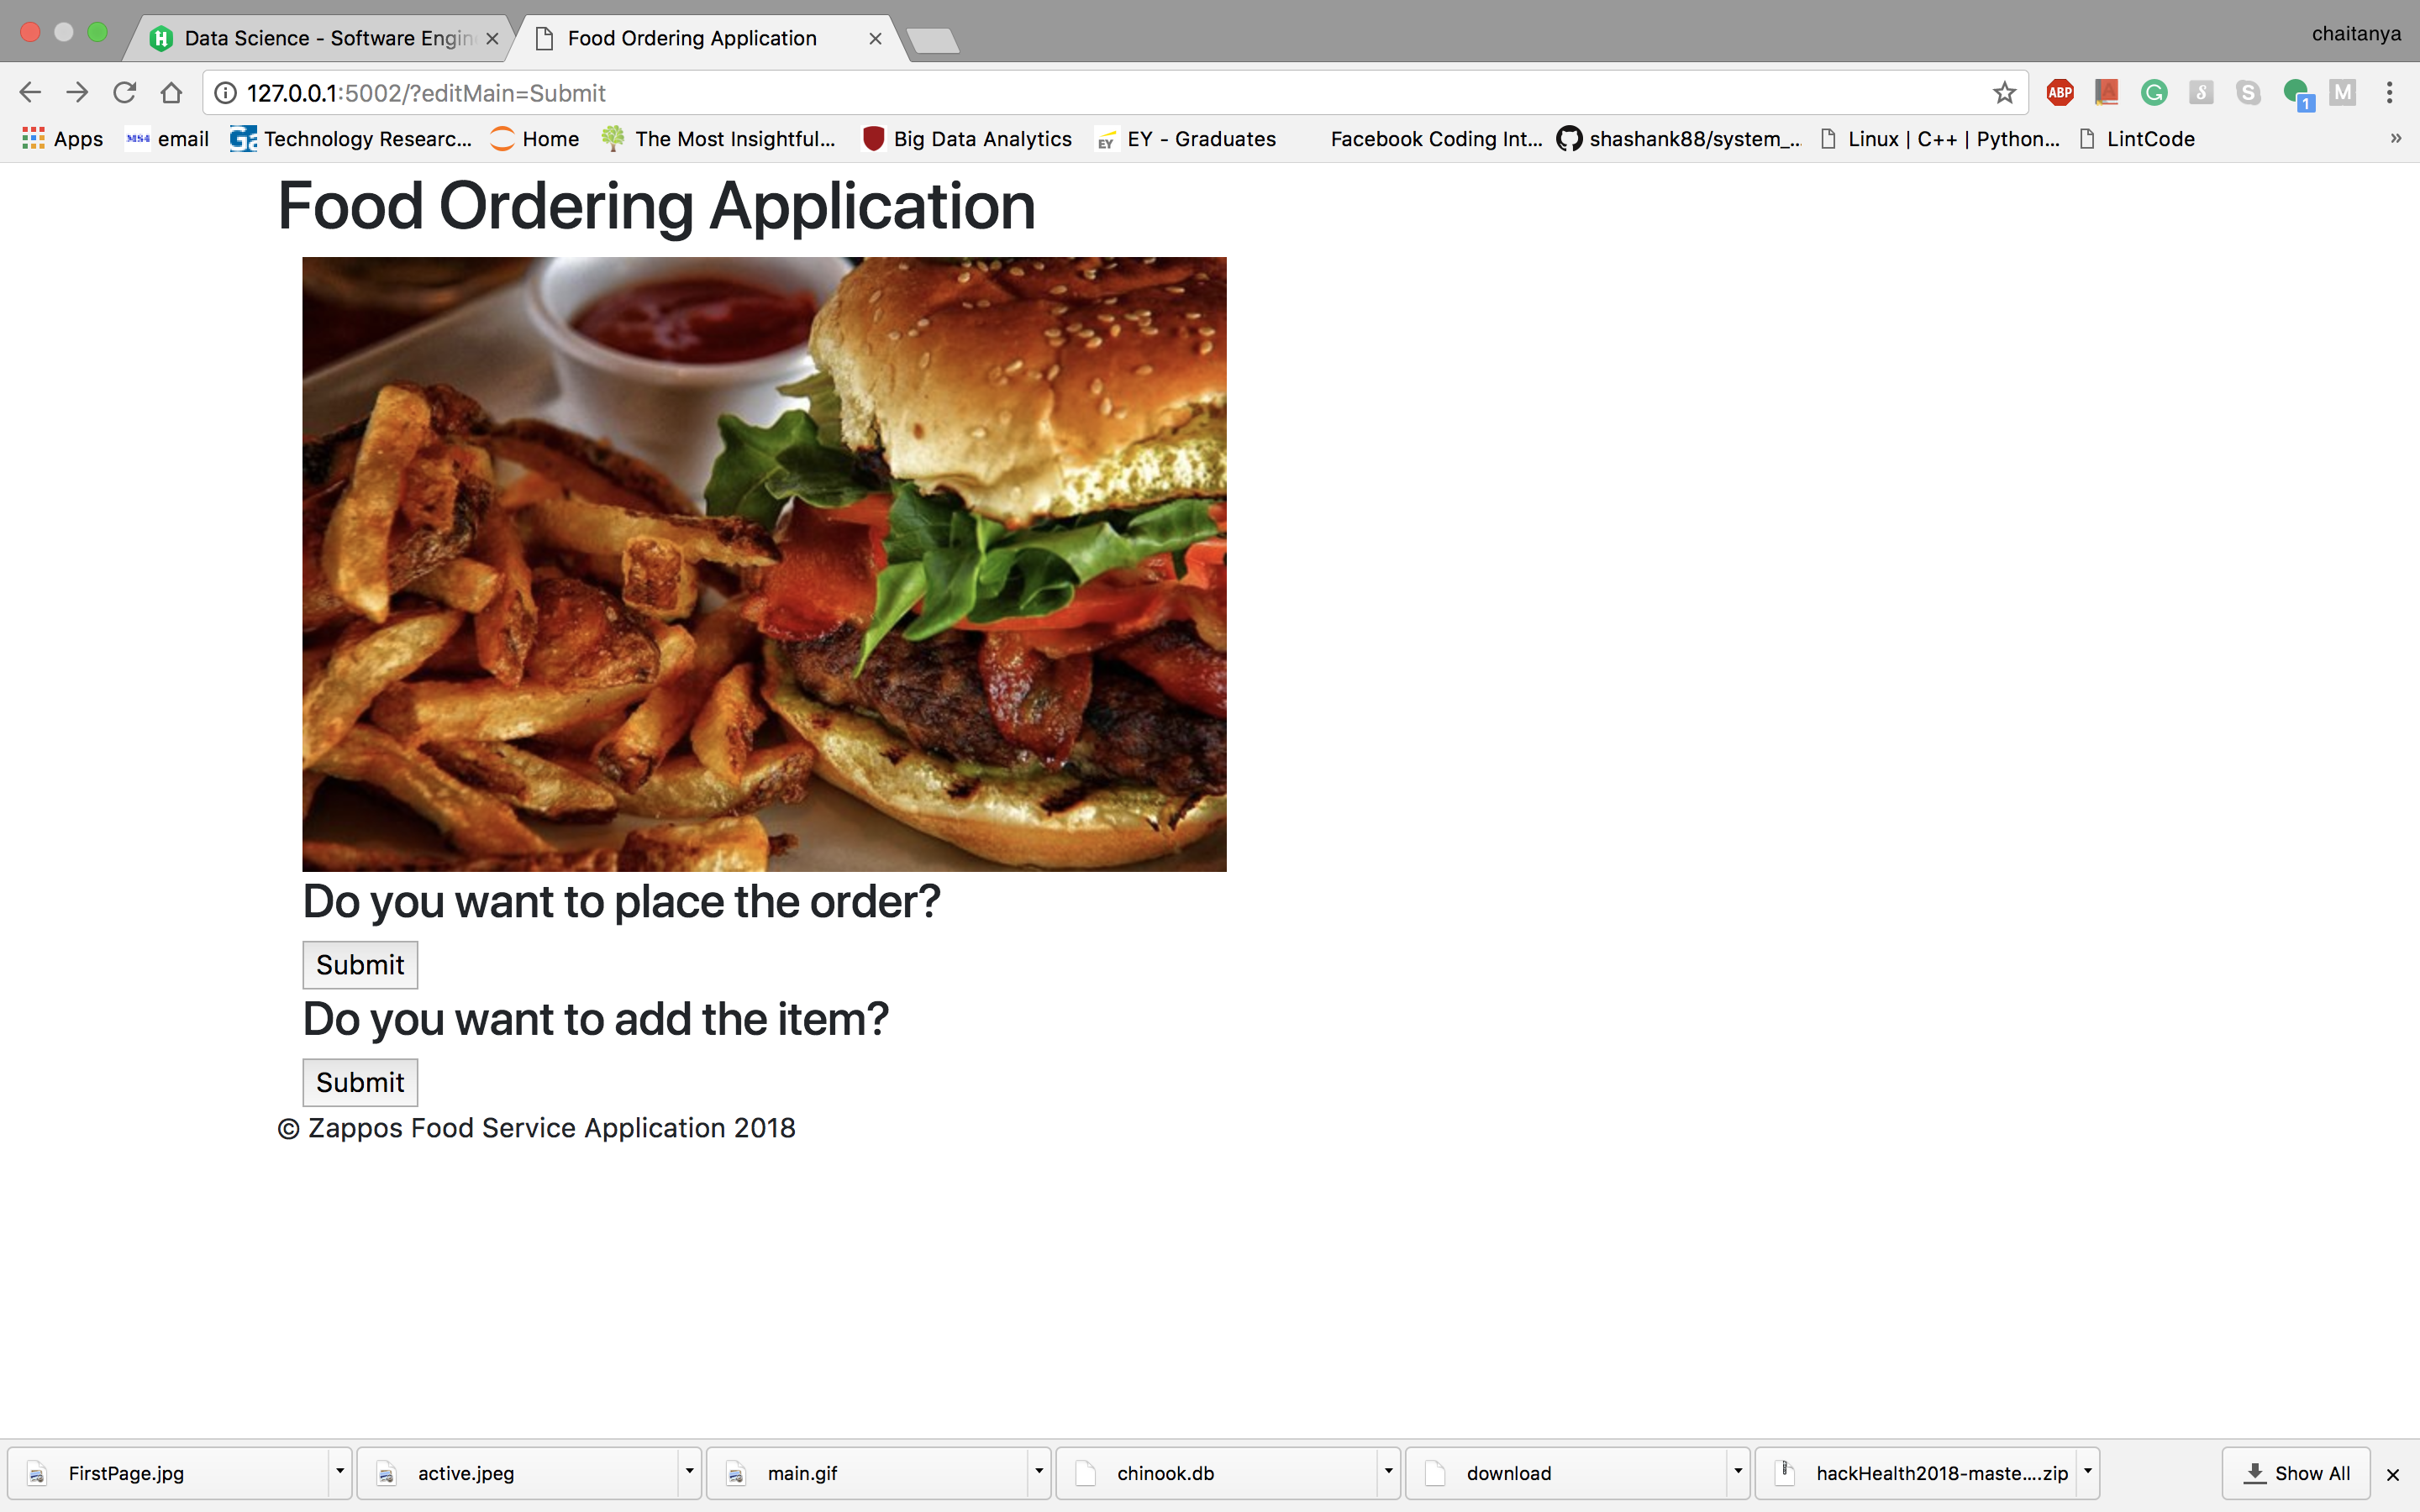 Data Science - Software Engin
Food Ordering Application
chaitanya
127.0.0.1:5002/?editMain=Submit
ABP
1
M
Apps
email
Technology Researc...
Home
The Most Insightful...
Big Data Analytics
EY
EY - Graduates
Facebook Coding Int...
shashank88/system_...
Linux | C++ | Python...
LintCode
»
Food Ordering Application
Do you want to place the order?
Submit
Do you want to add the item?
Submit
© Zappos Food Service Application 2018
FirstPage.jpg
active.jpeg
main.gif
chinook.db
download
hackHealth2018-maste....zip
Show All